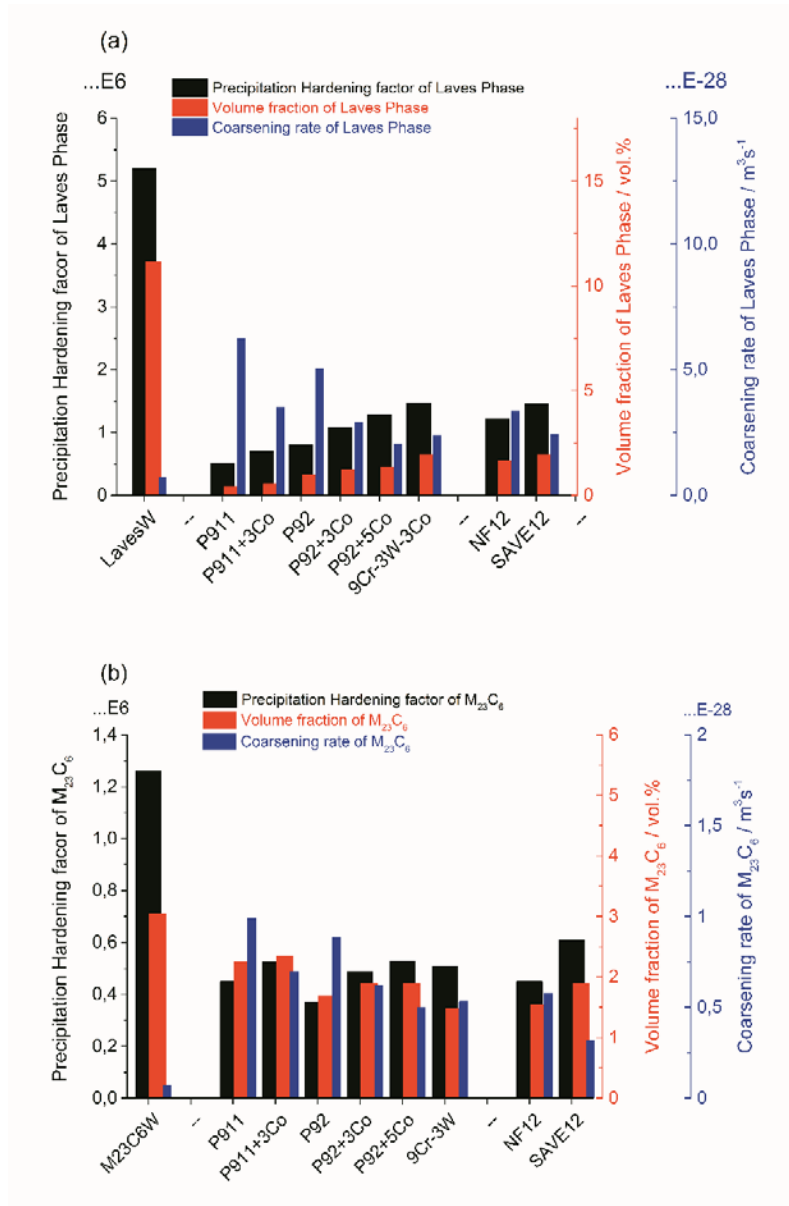 (a)
...E6
...E-28
Precipitation Hardening factor of Laves Phase
Volume fraction of Laves Phase
Coarsening rate of Laves Phase
Precipitation Hardening facor of Laves Phase
6
5
4
3
2
1
0
15
10
5
0
Volume fraction of Laves Phase / vol.%
15,0
10,0
5,0
0,0
Coarsening rate of Laves Phase / m³s⁻¹
LavesW
--
P911
P911+3Co
P92
P92+3Co
P92+5Co
9Cr-3W-3Co
--
NF12
SAVE12
--
(b)
...E6
...E-28
Precipitation Hardening factor of M₂₃C₆
Volume fraction of M₂₃C₆
Coarsening rate of M₂₃C₆
Precipitation Hardening facor of M₂₃C₆
1,4
1,2
1,0
0,8
0,6
0,4
0,2
0,0
6
5
4
3
2
1
0
Volume fraction of M₂₃C₆ / vol.%
2
1,5
1
0,5
0
Coarsening rate of M₂₃C₆ / m³s⁻¹
M23C6W
--
P911
P911+3Co
P92
P92+3Co
P92+5Co
9Cr-3W
--
NF12
SAVE12